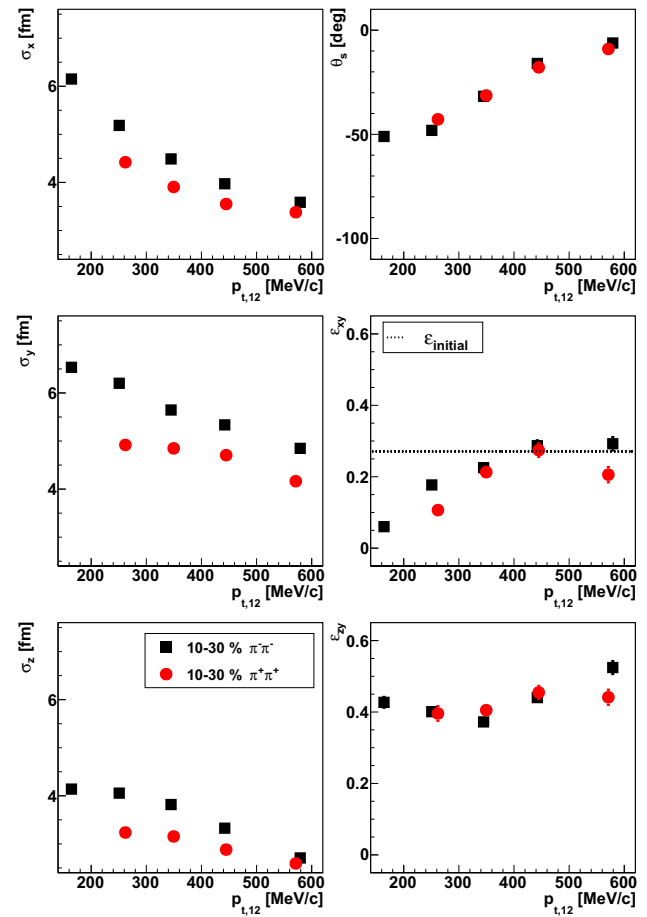 σx [fm]
6
4
200 300 400 500 600
pt,12 [MeV/c]
θs [deg]
0
-50
-100
200 300 400 500 600
pt,12 [MeV/c]
σy [fm]
6
4
200 300 400 500 600
pt,12 [MeV/c]
εxy
0.6
0.4
0.2
0
εinitial
200 300 400 500 600
pt,12 [MeV/c]
σz [fm]
6
4
10-30 % π-π-
10-30 % π+π+
200 300 400 500 600
pt,12 [MeV/c]
εzy
0.6
0.4
0.2
0
200 300 400 500 600
pt,12 [MeV/c]